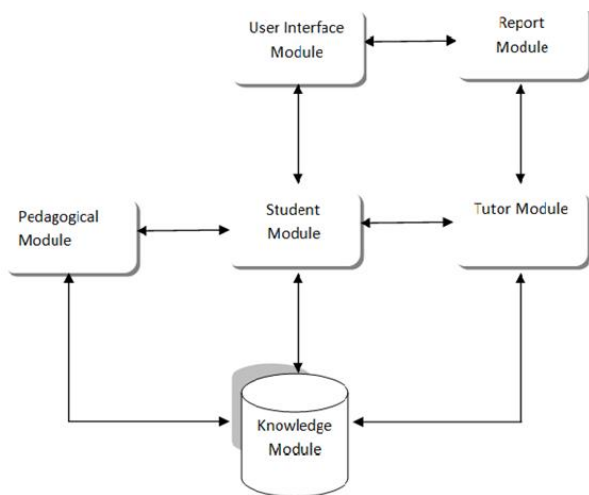 User Interface
Module
Report
Module
Pedagogical
Module
Student
Module
Tutor Module
Knowledge
Module